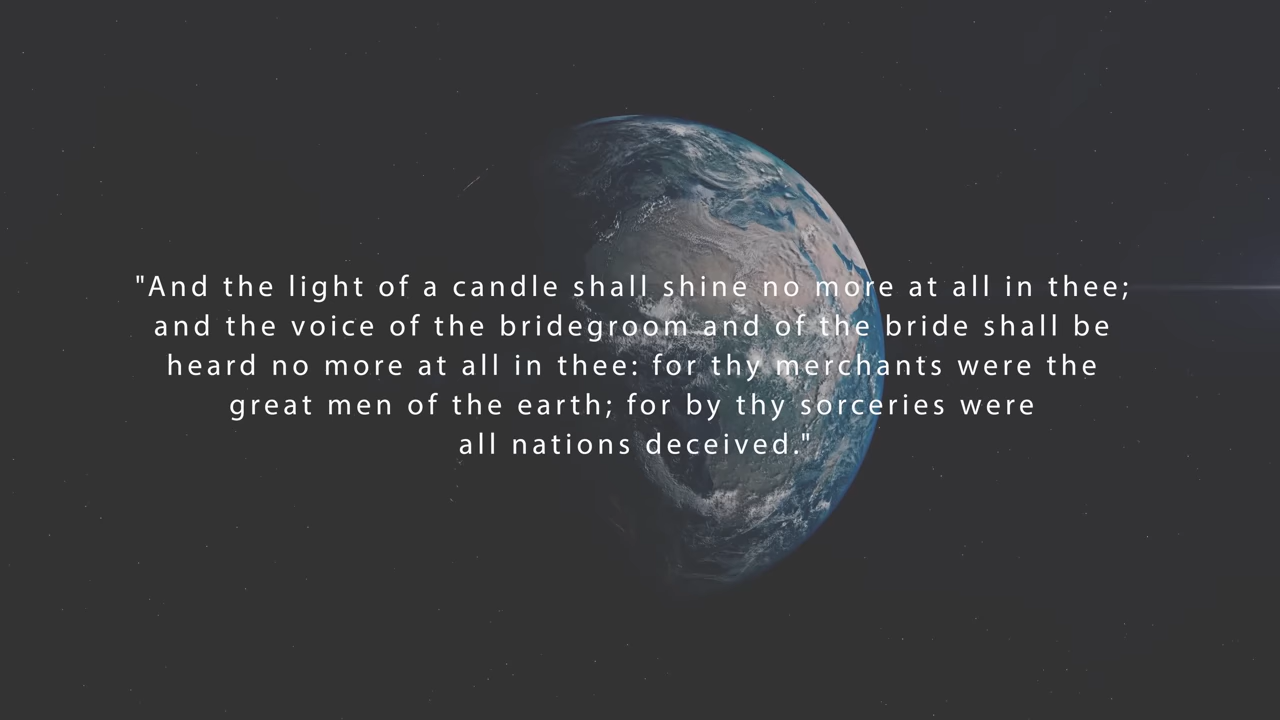 "And the light of a candle shall shine no more at all in thee;
and the voice of the bridegroom and of the bride shall be
heard no more at all in thee: for thy merchants were the
great men of the earth; for by thy sorceries were
all nations deceived."